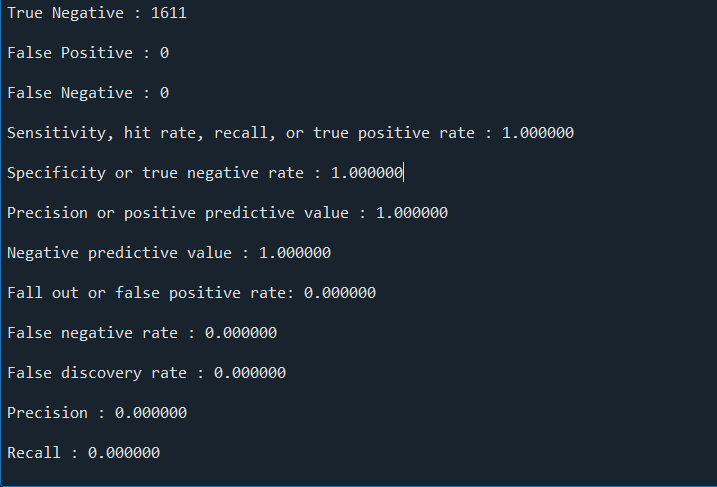 True Negative : 1611
False Positive : 0
False Negative : 0
Sensitivity, hit rate, recall, or true positive rate : 1.000000
Specificity or true negative rate : 1.000000
Precision or positive predictive value : 1.000000
Negative predictive value : 1.000000
Fall out or false positive rate: 0.000000
False negative rate : 0.000000
False discovery rate : 0.000000
Precision : 0.000000
Recall : 0.000000